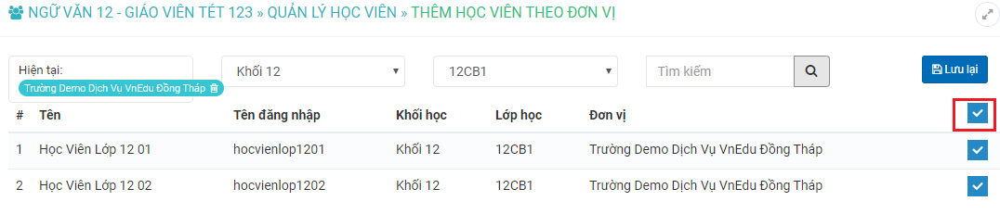 NGỮ VĂN 12 - GIÁO VIÊN TÉT 123 » QUẢN LÝ HỌC VIÊN » THÊM HỌC VIÊN THEO ĐƠN VỊ
Hiện tại:
Trường Demo Dịch Vụ VnEdu Đồng Tháp
Khối 12
12CB1
Tìm kiếm
Lưu lại
# Tên Tên đăng nhập Khối học Lớp học Đơn vị
1 Học Viên Lớp 12 01 hocvienlop1201 Khối 12 12CB1 Trường Demo Dịch Vụ VnEdu Đồng Tháp
2 Học Viên Lớp 12 02 hocvienlop1202 Khối 12 12CB1 Trường Demo Dịch Vụ VnEdu Đồng Tháp